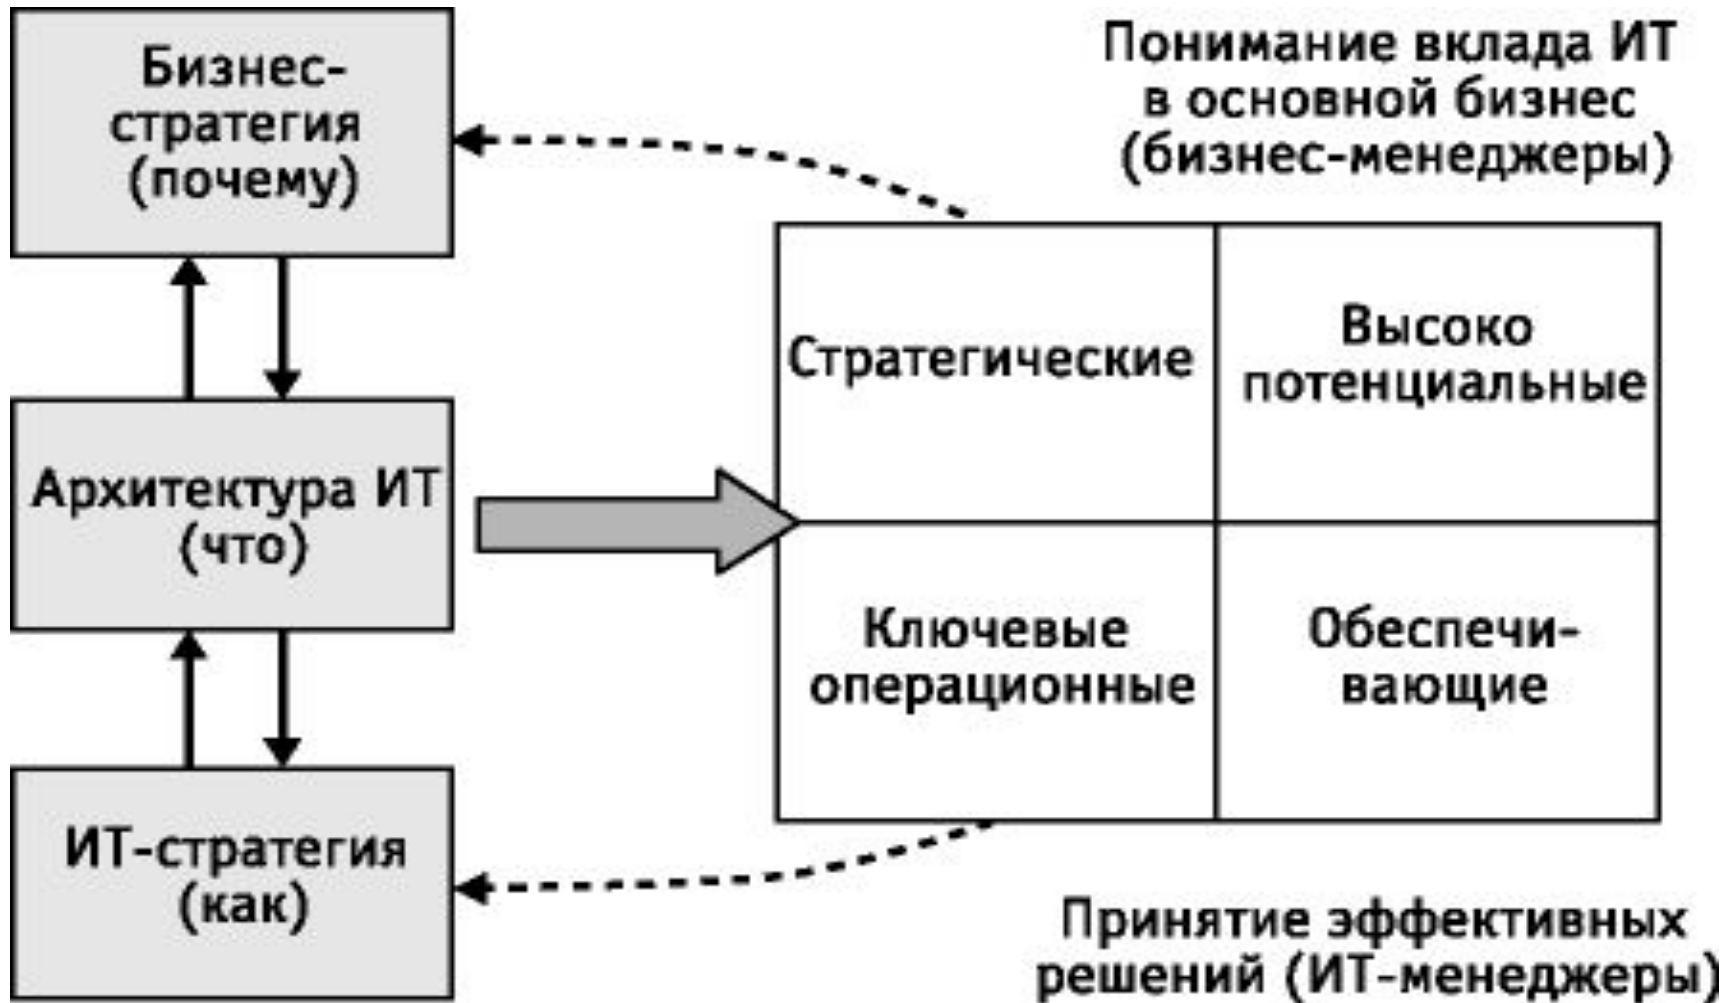 Бизнес-
стратегия
(почему)
Понимание вклада ИТ
в основной бизнес
(бизнес-менеджеры)
Стратегические
Высоко
потенциальные
Архитектура ИТ
(что)
Ключевые
операционные
Обеспечи-
вающие
ИТ-стратегия
(как)
Принятие эффективных
решений (ИТ-менеджеры)